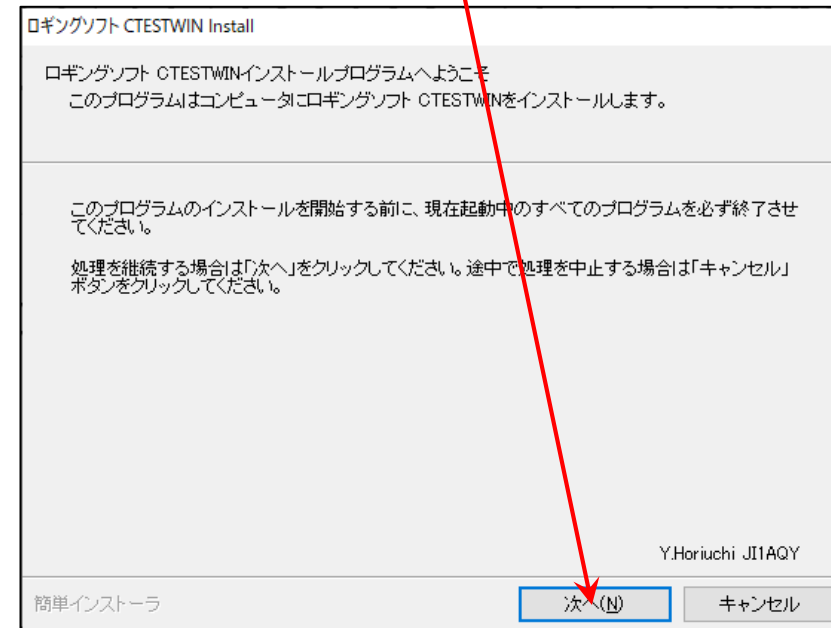 ロギングソフト CTESTWIN Install
ロギングソフト CTESTWINインストールプログラムへようこそ
このプログラムはコンピュータにロギングソフト CTESTWINをインストールします。
このプログラムのインストールを開始する前に、現在起動中のすべてのプログラムを必ず終了させ
てください。
処理を継続する場合は「次へ」をクリックしてください。途中で処理を中止する場合は「キャンセル」
ボタンをクリックしてください。
Y.Horiuchi JI1AQY
簡単インストーラ
次へ(N)
キャンセル